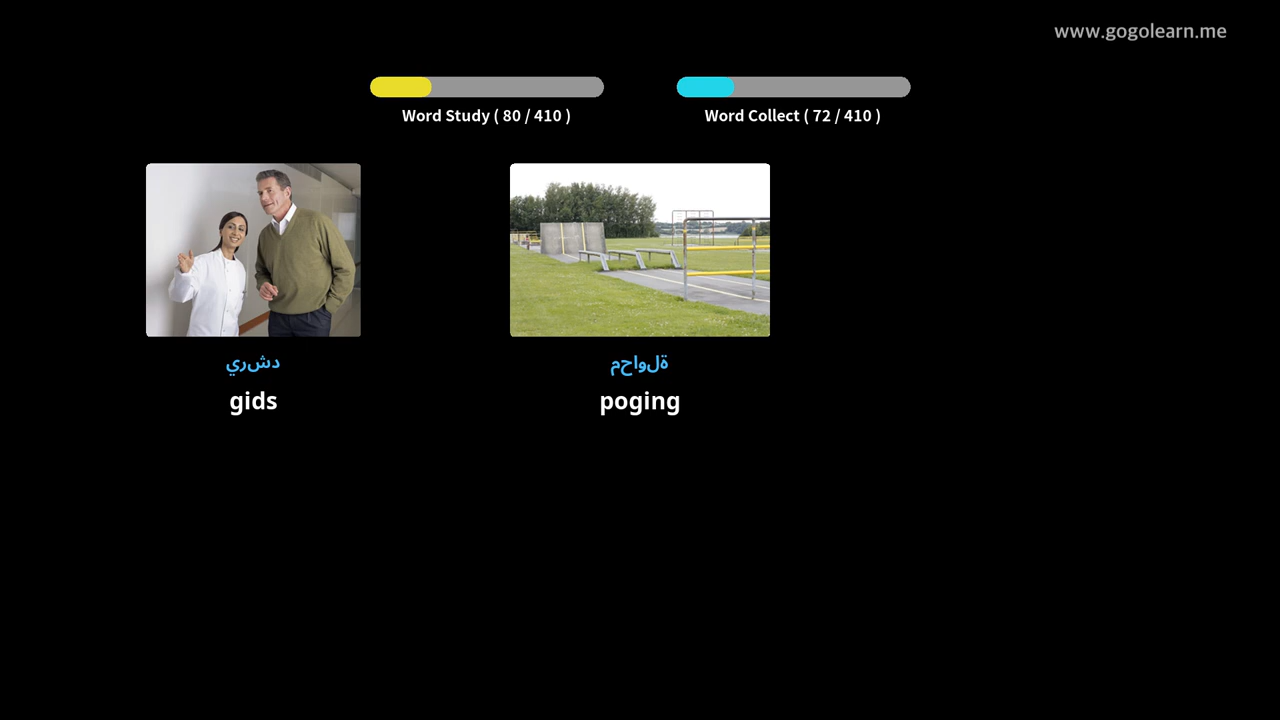 www.gogolearn.me
Word Study ( 80 / 410 )
Word Collect ( 72 / 410 )
دشري
gids
ةلواحم
poging